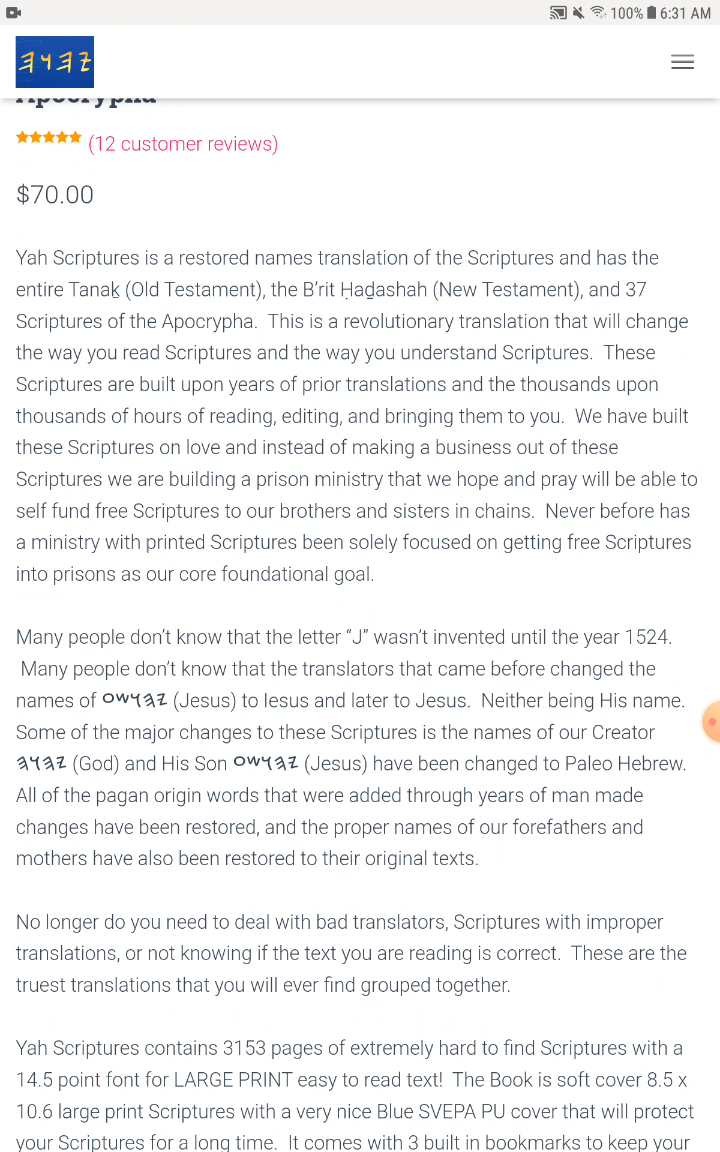 100% 6:31 AM
𐤉𐤄𐤅𐤄
Apocrypha
(12 customer reviews)
$70.00
Yah Scriptures is a restored names translation of the Scriptures and has the
entire Tanaḵ (Old Testament), the B’rit Ḥaḏashah (New Testament), and 37
Scriptures of the Apocrypha.  This is a revolutionary translation that will change
the way you read Scriptures and the way you understand Scriptures.  These
Scriptures are built upon years of prior translations and the thousands upon
thousands of hours of reading, editing, and bringing them to you.  We have built
these Scriptures on love and instead of making a business out of these
Scriptures we are building a prison ministry that we hope and pray will be able to
self fund free Scriptures to our brothers and sisters in chains.  Never before has
a ministry with printed Scriptures been solely focused on getting free Scriptures
into prisons as our core foundational goal.
Many people don’t know that the letter “J” wasn’t invented until the year 1524.
Many people don’t know that the translators that came before changed the
names of 𐤉𐤄𐤅𐤔𐤏 (Jesus) to Iesus and later to Jesus.  Neither being His name.
Some of the major changes to these Scriptures is the names of our Creator
𐤉𐤄𐤅𐤄 (God) and His Son 𐤉𐤄𐤅𐤔𐤏 (Jesus) have been changed to Paleo Hebrew.
All of the pagan origin words that were added through years of man made
changes have been restored, and the proper names of our forefathers and
mothers have also been restored to their original texts.
No longer do you need to deal with bad translators, Scriptures with improper
translations, or not knowing if the text you are reading is correct.  These are the
truest translations that you will ever find grouped together.
Yah Scriptures contains 3153 pages of extremely hard to find Scriptures with a
14.5 point font for LARGE PRINT easy to read text!  The Book is soft cover 8.5 x
10.6 large print Scriptures with a very nice Blue SVEPA PU cover that will protect
your Scriptures for a long time.  It comes with 3 built in bookmarks to keep your